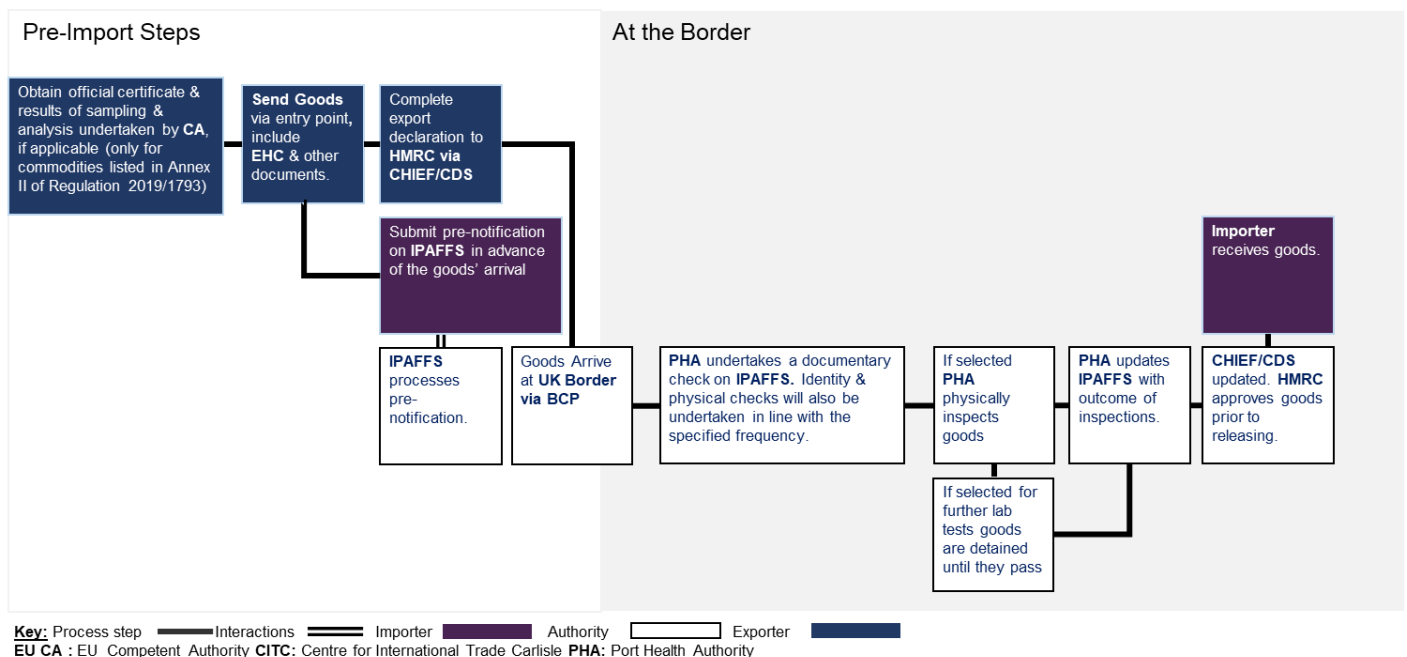 Pre-Import Steps
At the Border
Obtain official certificate &
results of sampling &
analysis undertaken by CA,
if applicable (only for
commodities listed in Annex
II of Regulation 2019/1793)
Send Goods
via entry point,
include
EHC & other
documents.
Complete
export
declaration to
HMRC via
CHIEF/CDS
Submit pre-notification
on IPAFFS in advance
of the goods' arrival
Importer
receives goods.
IPAFFS
processes
pre-
notification.
Goods Arrive
at UK Border
via BCP
PHA undertakes a documentary
check on IPAFFS. Identity &
physical checks will also be
undertaken in line with the
specified frequency.
If selected
PHA
physically
inspects
goods
PHA updates
IPAFFS with
outcome of
inspections.
CHIEF/CDS
updated. HMRC
approves goods
prior to
releasing.
If selected for
further lab
tests goods
are detained
until they pass
Key: Process step Interactions Importer Authority Exporter
EU CA : EU Competent Authority CITC: Centre for International Trade Carlisle PHA: Port Health Authority